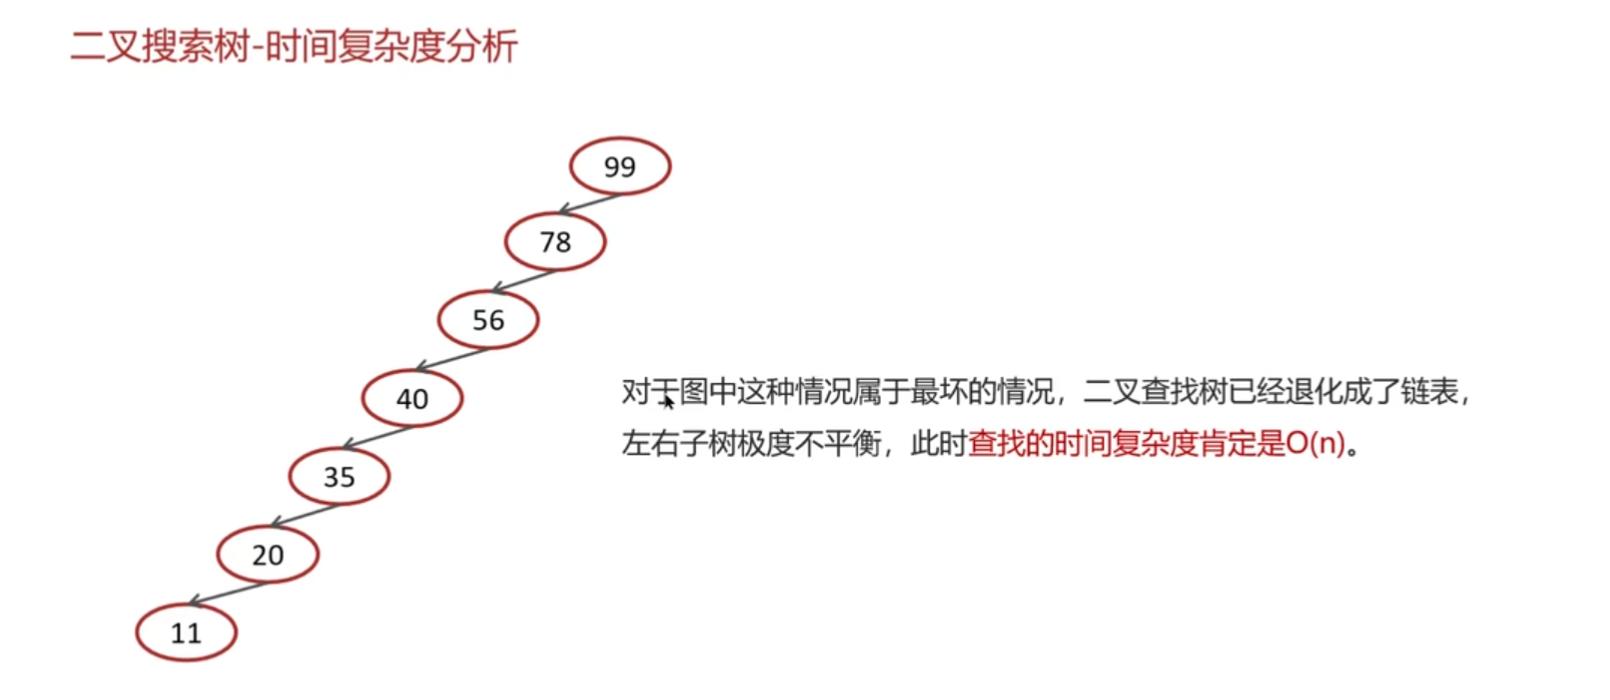 二叉搜索树-时间复杂度分析
99
78
56
40
35
20
11
对于图中这种情况属于最坏的情况，二叉查找树已经退化成了链表，
左右子树极度不平衡，此时查找的时间复杂度肯定是O(n)。